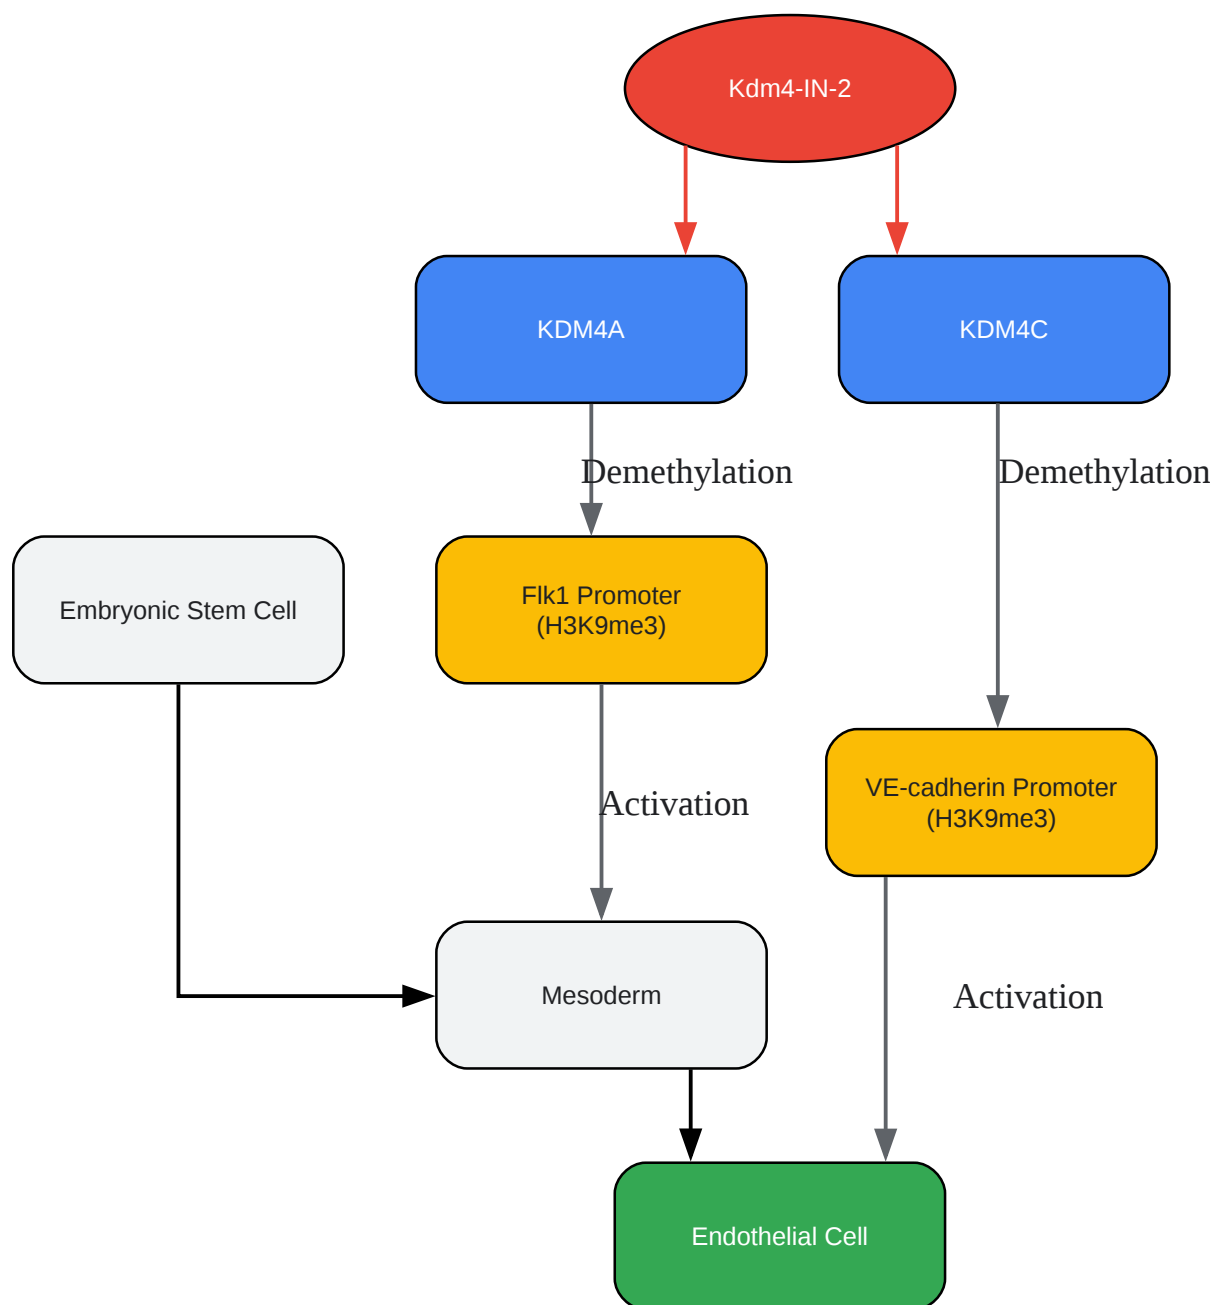 Kdm4-IN-2
KDM4A
KDM4C
Demethylation
Demethylation
Embryonic Stem Cell
Flk1 Promoter
(H3K9me3)
VE-cadherin Promoter
(H3K9me3)
Activation
Mesoderm
Activation
Endothelial Cell